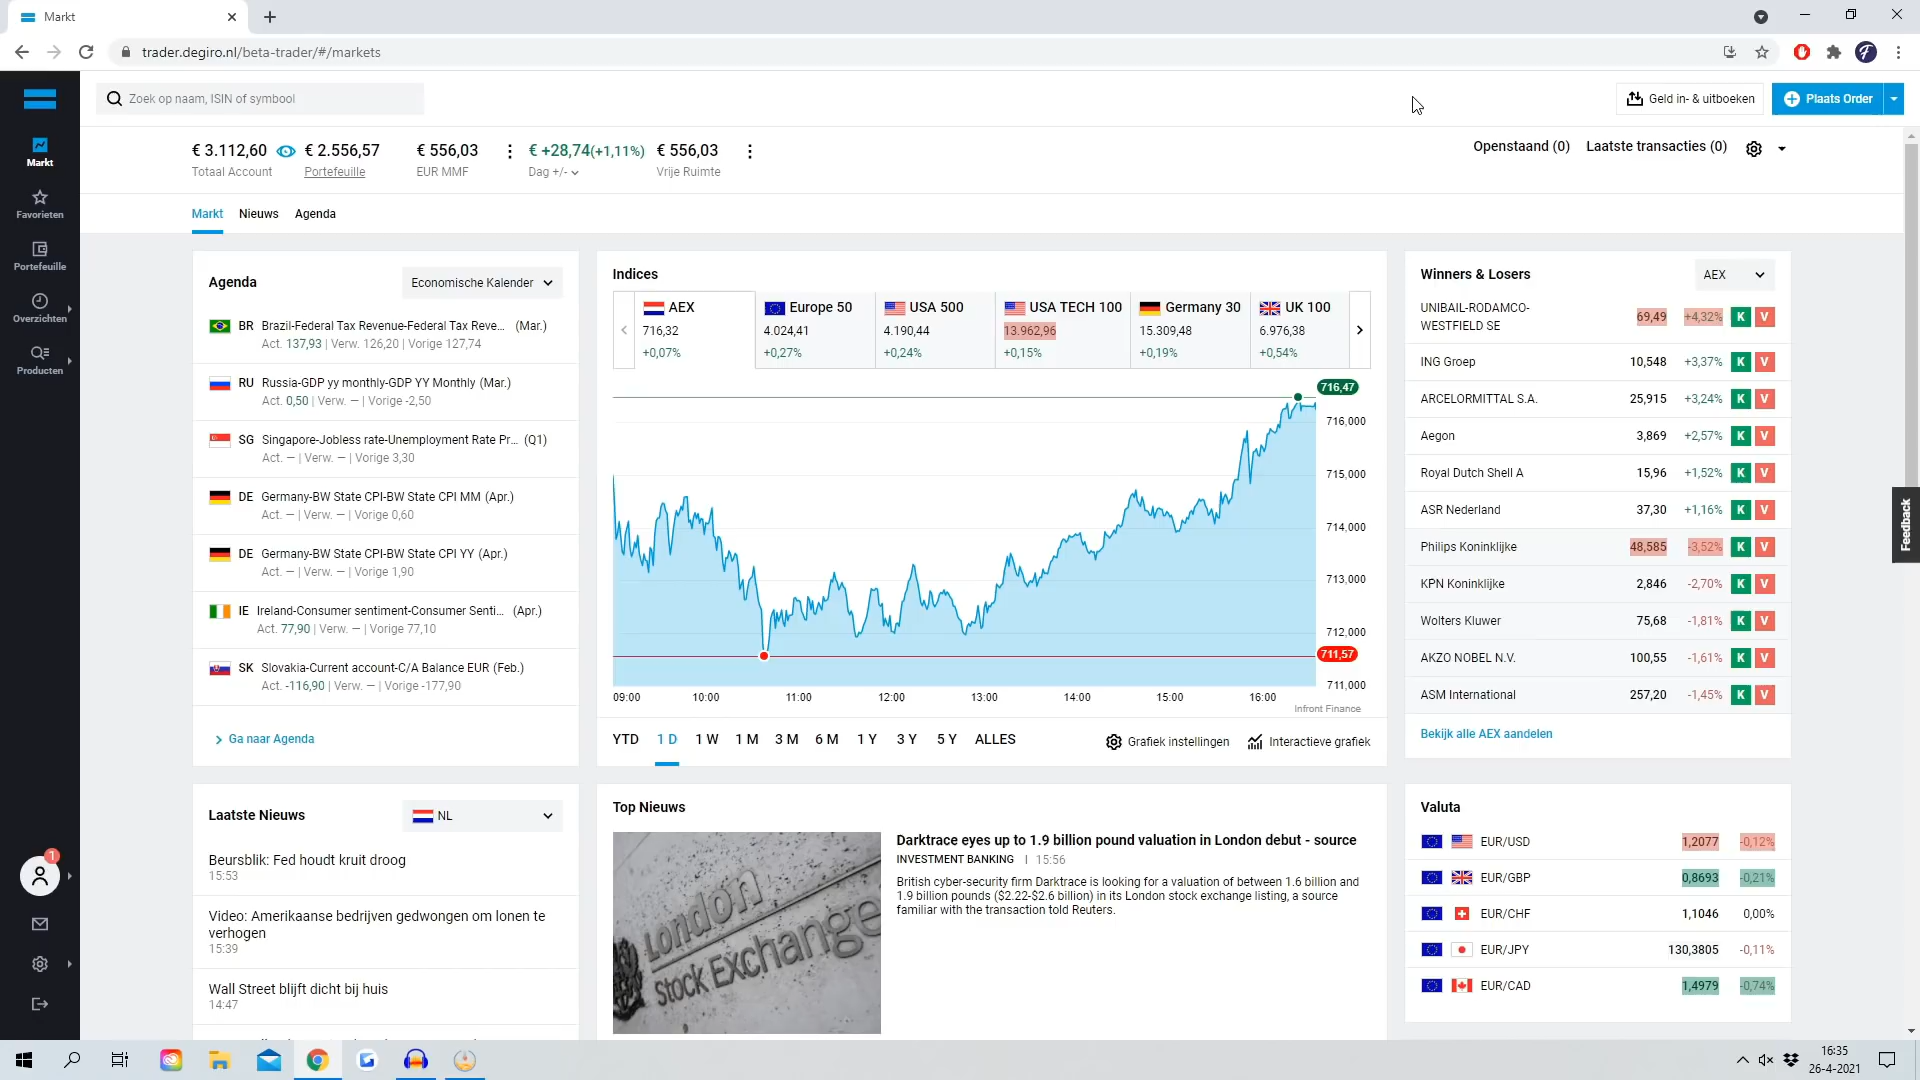 Markt
trader.degiro.nl/beta-trader/#/markets
Zoek op naam, ISIN of symbool
Geld in- & uitboeken
Plaats Order
Markt
Favorieten
Portefeuille
Overzichten
Producten
1
€ 3.112,60
Totaal Account
€ 2.556,57
Portefeuille
€ 556,03
EUR MMF
€ +28,74(+1,11%)
Dag +/-
€ 556,03
Vrije Ruimte
Openstaand (0)
Laatste transacties (0)
Markt
Nieuws
Agenda
Agenda
Economische Kalender
BR Brazil-Federal Tax Revenue-Federal Tax Reve... (Mar.)
Act. 137,93 | Verw. 126,20 | Vorige 127,74
RU Russia-GDP yy monthly-GDP YY Monthly (Mar.)
Act. 0,50 | Verw. — | Vorige -2,50
SG Singapore-Jobless rate-Unemployment Rate Pr... (Q1)
Act. — | Verw. — | Vorige 3,30
DE Germany-BW State CPI-BW State CPI MM (Apr.)
Act. — | Verw. — | Vorige 0,60
DE Germany-BW State CPI-BW State CPI YY (Apr.)
Act. — | Verw. — | Vorige 1,90
IE Ireland-Consumer sentiment-Consumer Senti... (Apr.)
Act. 77,90 | Verw. — | Vorige 77,10
SK Slovakia-Current account-C/A Balance EUR (Feb.)
Act. -116,90 | Verw. — | Vorige -177,90
Ga naar Agenda
Indices
AEX
716,32
+0,07%
Europe 50
4.024,41
+0,27%
USA 500
4.190,44
+0,24%
USA TECH 100
13.962,96
+0,15%
Germany 30
15.309,48
+0,19%
UK 100
6.976,38
+0,54%
716,47
716,000
715,000
714,000
713,000
712,000
711,57
711,000
09:00 10:00 11:00 12:00 13:00 14:00 15:00 16:00
Infront Finance
YTD 1 D 1 W 1 M 3 M 6 M 1 Y 3 Y 5 Y ALLES
Grafiek instellingen
Interactieve grafiek
Winners & Losers
AEX
UNIBAIL-RODAMCO-
WESTFIELD SE
69,49 +4,32% K V
ING Groep 10,548 +3,37% K V
ARCELORMITTAL S.A. 25,915 +3,24% K V
Aegon 3,869 +2,57% K V
Royal Dutch Shell A 15,96 +1,52% K V
ASR Nederland 37,30 +1,16% K V
Philips Koninklijke 48,585 -3,52% K V
KPN Koninklijke 2,846 -2,70% K V
Wolters Kluwer 75,68 -1,81% K V
AKZO NOBEL N.V. 100,55 -1,61% K V
ASM International 257,20 -1,45% K V
Bekijk alle AEX aandelen
Feedback
Laatste Nieuws
NL
Beursblik: Fed houdt kruit droog
15:53
Video: Amerikaanse bedrijven gedwongen om lonen te
verhogen
15:39
Wall Street blijft dicht bij huis
14:47
Top Nieuws
London
Stock Exchange
Darktrace eyes up to 1.9 billion pound valuation in London debut - source
INVESTMENT BANKING | 15:56
British cyber-security firm Darktrace is looking for a valuation of between 1.6 billion and
1.9 billion pounds ($2.22-$2.6 billion) in its London stock exchange listing, a source
familiar with the transaction told Reuters.
Valuta
EUR/USD 1,2077 -0,12%
EUR/GBP 0,8693 -0,21%
EUR/CHF 1,1046 0,00%
EUR/JPY 130,3805 -0,11%
EUR/CAD 1,4979 -0,74%
16:35
26-4-2021